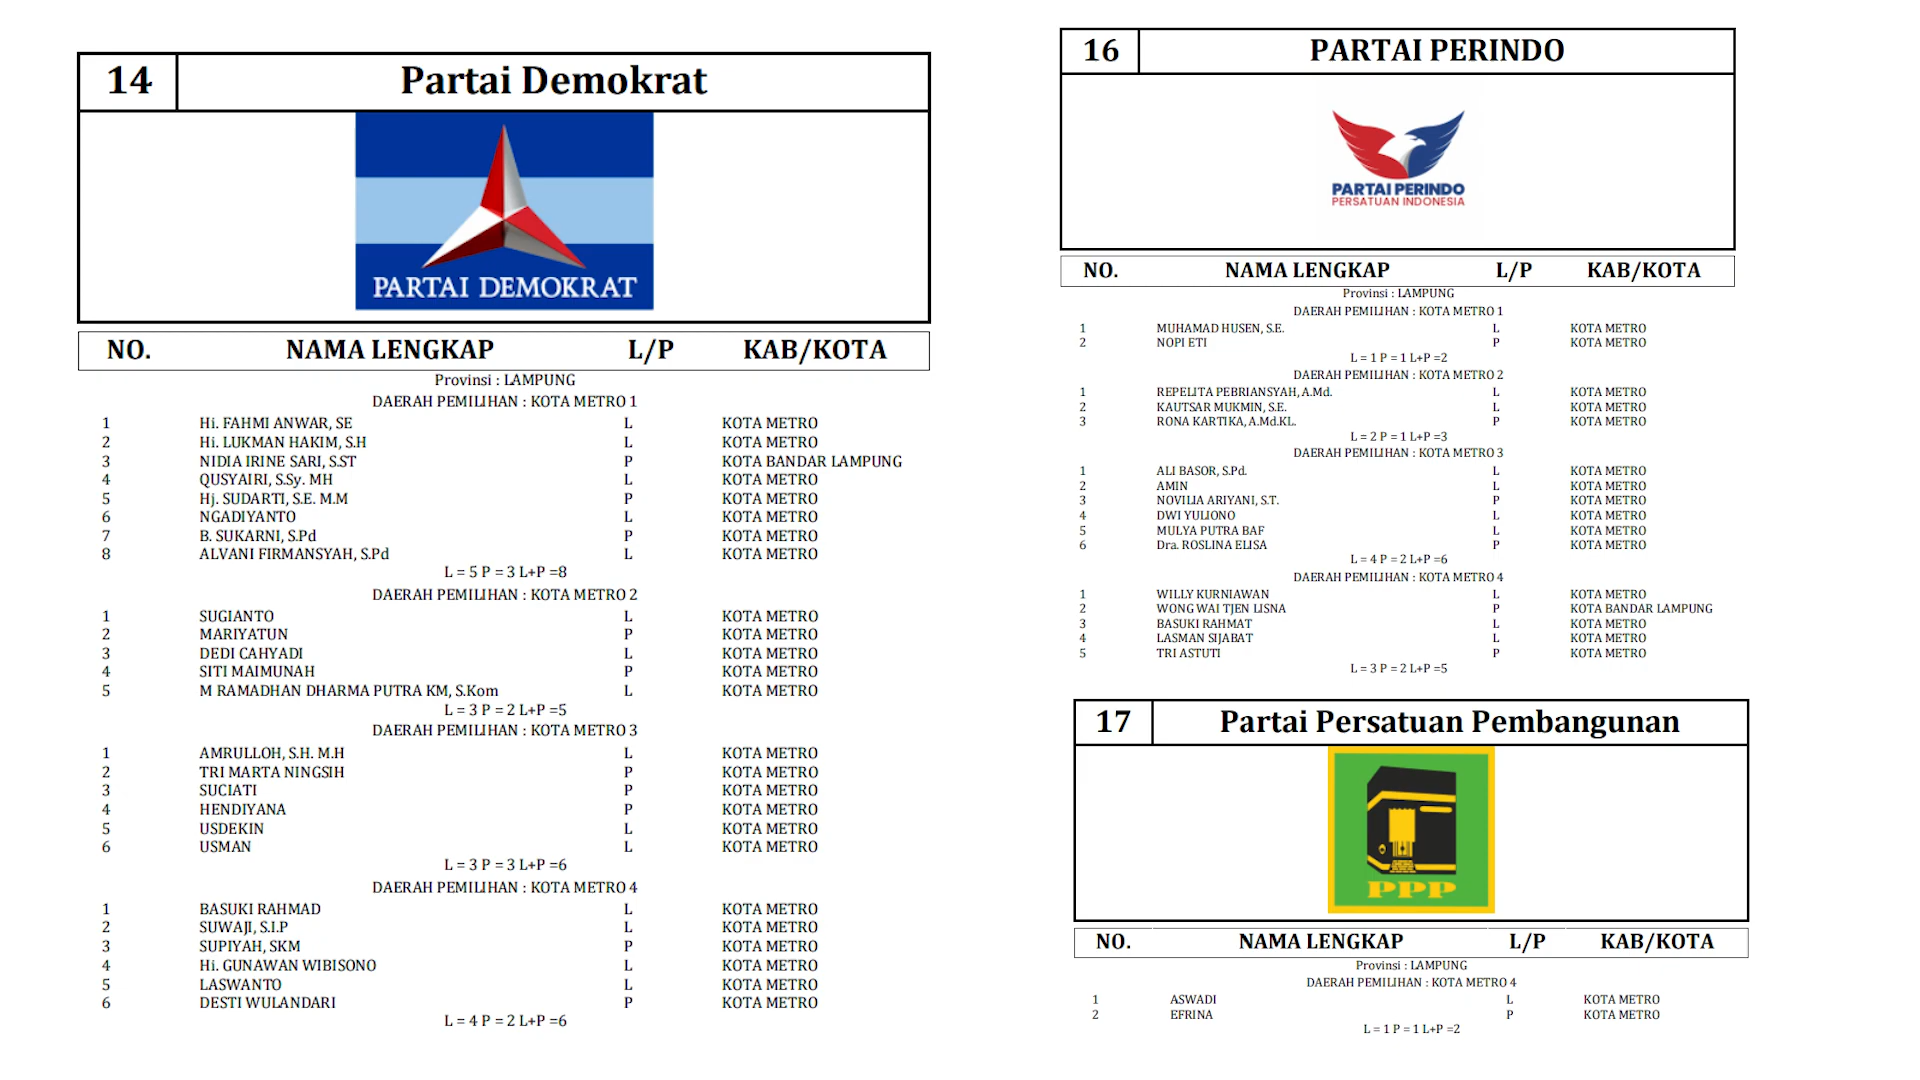 14 Partai Demokrat
PARTAI DEMOKRAT
NO. NAMA LENGKAP L/P KAB/KOTA
Provinsi : LAMPUNG
DAERAH PEMILIHAN : KOTA METRO 1
1 Hi. FAHMI ANWAR, SE L KOTA METRO
2 Hi. LUKMAN HAKIM, S.H L KOTA METRO
3 NIDIA IRINE SARI, S.ST P KOTA BANDAR LAMPUNG
4 QUSYAIRI, S.Sy. MH L KOTA METRO
5 Hj. SUDARTI, S.E. M.M P KOTA METRO
6 NGADIYANTO L KOTA METRO
7 B. SUKARNI, S.Pd P KOTA METRO
8 ALVANI FIRMANSYAH, S.Pd L KOTA METRO
L = 5 P = 3 L+P =8
DAERAH PEMILIHAN : KOTA METRO 2
1 SUGIANTO L KOTA METRO
2 MARIYATUN P KOTA METRO
3 DEDI CAHYADI L KOTA METRO
4 SITI MAIMUNAH P KOTA METRO
5 M RAMADHAN DHARMA PUTRA KM, S.Kom L KOTA METRO
L = 3 P = 2 L+P =5
DAERAH PEMILIHAN : KOTA METRO 3
1 AMRULLOH, S.H. M.H L KOTA METRO
2 TRI MARTA NINGSIH P KOTA METRO
3 SUCIATI P KOTA METRO
4 HENDIYANA P KOTA METRO
5 USDEKIN L KOTA METRO
6 USMAN L KOTA METRO
L = 3 P = 3 L+P =6
DAERAH PEMILIHAN : KOTA METRO 4
1 BASUKI RAHMAD L KOTA METRO
2 SUWAJI, S.I.P L KOTA METRO
3 SUPIYAH, SKM P KOTA METRO
4 Hi. GUNAWAN WIBISONO L KOTA METRO
5 LASWANTO L KOTA METRO
6 DESTI WULANDARI P KOTA METRO
L = 4 P = 2 L+P =6
16 PARTAI PERINDO
PARTAI PERINDO
PERSATUAN INDONESIA
NO. NAMA LENGKAP L/P KAB/KOTA
Provinsi : LAMPUNG
DAERAH PEMILIHAN : KOTA METRO 1
1 MUHAMAD HUSEN, S.E. L KOTA METRO
2 NOPI ETI P KOTA METRO
L = 1 P = 1 L+P =2
DAERAH PEMILIHAN : KOTA METRO 2
1 REPELITA PEBRIANSYAH, A.Md. L KOTA METRO
2 KAUTSAR MUKMIN, S.E. L KOTA METRO
3 RONA KARTIKA, A.Md.KL. P KOTA METRO
L = 2 P = 1 L+P =3
DAERAH PEMILIHAN : KOTA METRO 3
1 ALI BASOR, S.Pd. L KOTA METRO
2 AMIN L KOTA METRO
3 NOVILIA ARIYANI, S.T. P KOTA METRO
4 DWI YULIONO L KOTA METRO
5 MULYA PUTRA BAF L KOTA METRO
6 Dra. ROSLINA ELISA P KOTA METRO
L = 4 P = 2 L+P =6
DAERAH PEMILIHAN : KOTA METRO 4
1 WILLY KURNIAWAN L KOTA METRO
2 WONG WAI TJEN LISNA P KOTA BANDAR LAMPUNG
3 BASUKI RAHMAT L KOTA METRO
4 LASMAN SIJABAT L KOTA METRO
5 TRI ASTUTI P KOTA METRO
L = 3 P = 2 L+P =5
17 Partai Persatuan Pembangunan
PPP
NO. NAMA LENGKAP L/P KAB/KOTA
Provinsi : LAMPUNG
DAERAH PEMILIHAN : KOTA METRO 4
1 ASWADI L KOTA METRO
2 EFRINA P KOTA METRO
L = 1 P = 1 L+P =2